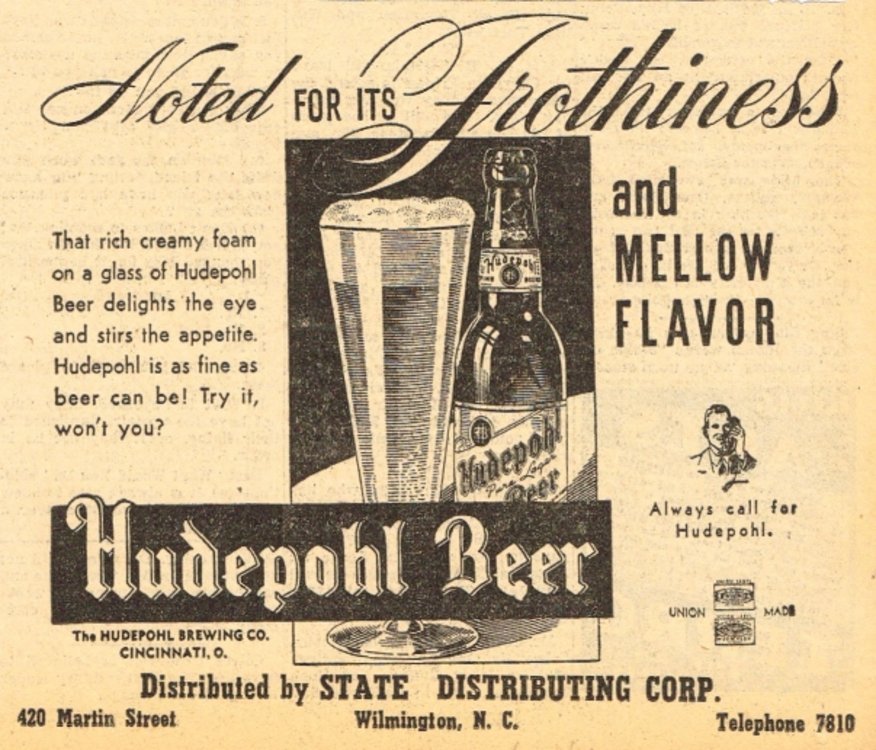 Noted FOR ITS Frothiness
and
MELLOW
FLAVOR
That rich creamy foam
on a glass of Hudepohl
Beer delights the eye
and stirs the appetite.
Hudepohl is as fine as
beer can be! Try it,
won't you?
Hudepohl
HB
Hudepohl
Pure Lager
Beer
Always call for
Hudepohl.
Hudepohl Beer
UNION MADE
The HUDEPOHL BREWING CO.
CINCINNATI, O.
Distributed by STATE DISTRIBUTING CORP.
420 Martin Street Wilmington, N. C. Telephone 7810